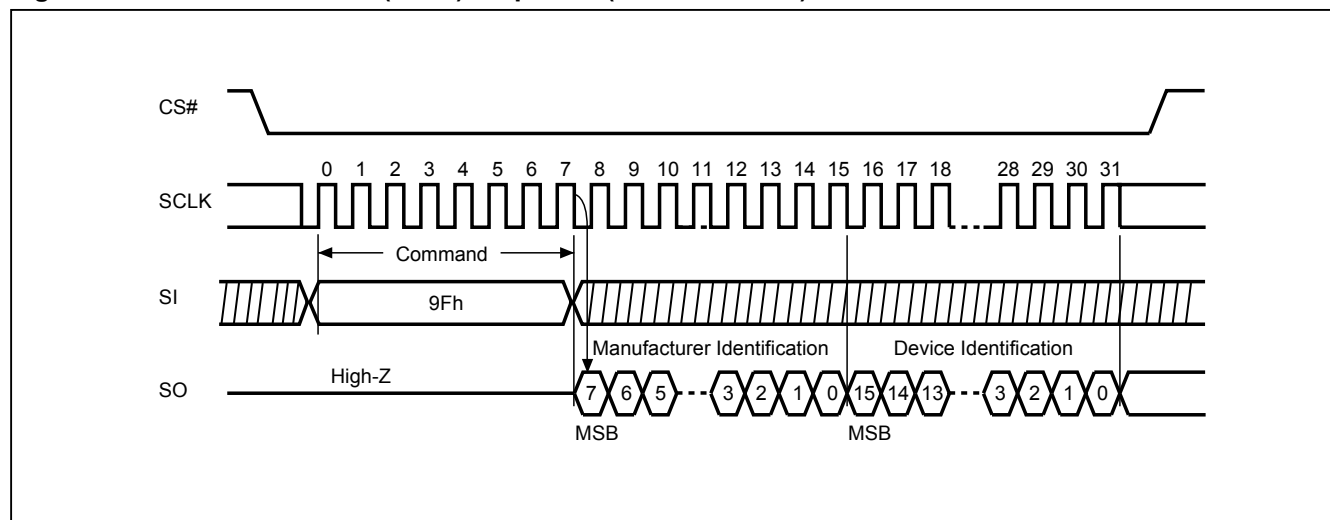 CS#
0 1 2 3 4 5 6 7 8 9 10 11 12 13 14 15 16 17 18 28 29 30 31
SCLK
Command
SI
9Fh
Manufacturer Identification Device Identification
High-Z
SO
7 6 5 3 2 1 0 15 14 13 3 2 1 0
MSB MSB